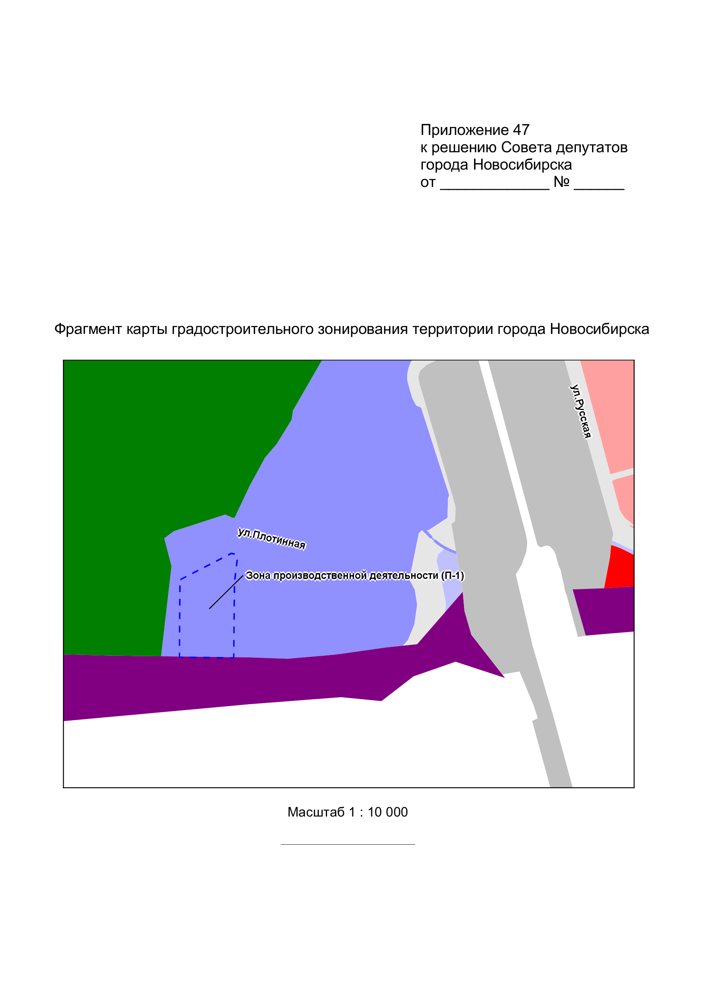 Приложение 47
к решению Совета депутатов
города Новосибирска
от _____________ № ______
Фрагмент карты градостроительного зонирования территории города Новосибирска
ул.Русская
ул.Плотинная
Зона производственной деятельности (П-1)
Масштаб 1 : 10 000